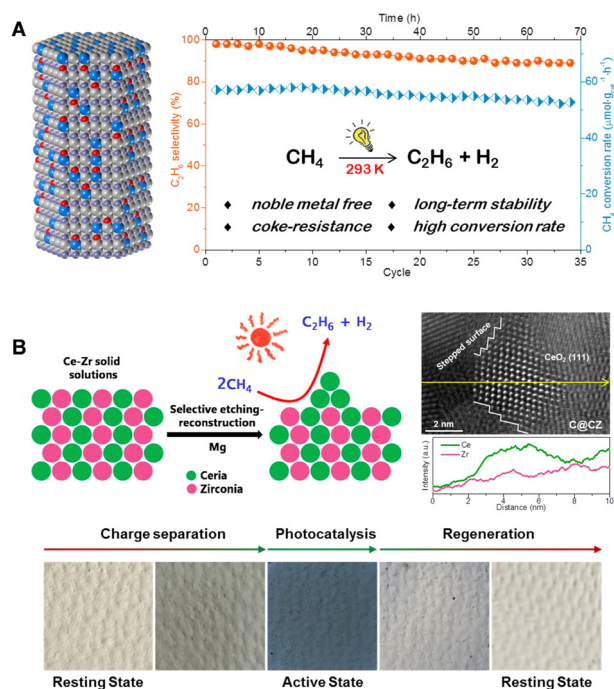 A
Time (h)
0 10 20 30 40 50 60 70
100
80
60
40
20
0
C₂H₆ selectivity (%)
60
40
20
0
CH₄ conversion rate (μmol·g_cat⁻¹·h⁻¹)
CH₄ 293 K C₂H₆ + H₂
noble metal free long-term stability
coke-resistance high conversion rate
0 5 10 15 20 25 30 35
Cycle
B
Ce-Zr solid
solutions
C₂H₆ + H₂
2CH₄
Selective etching-
reconstruction
Mg
Ceria
Zirconia
Stepped surface
CeO₂ (111)
2 nm
C@CZ
Intensity (a.u.)
Ce
Zr
0 2 4 6 8 10
Distance (nm)
Charge separation Photocatalysis Regeneration
Resting State Active State Resting State